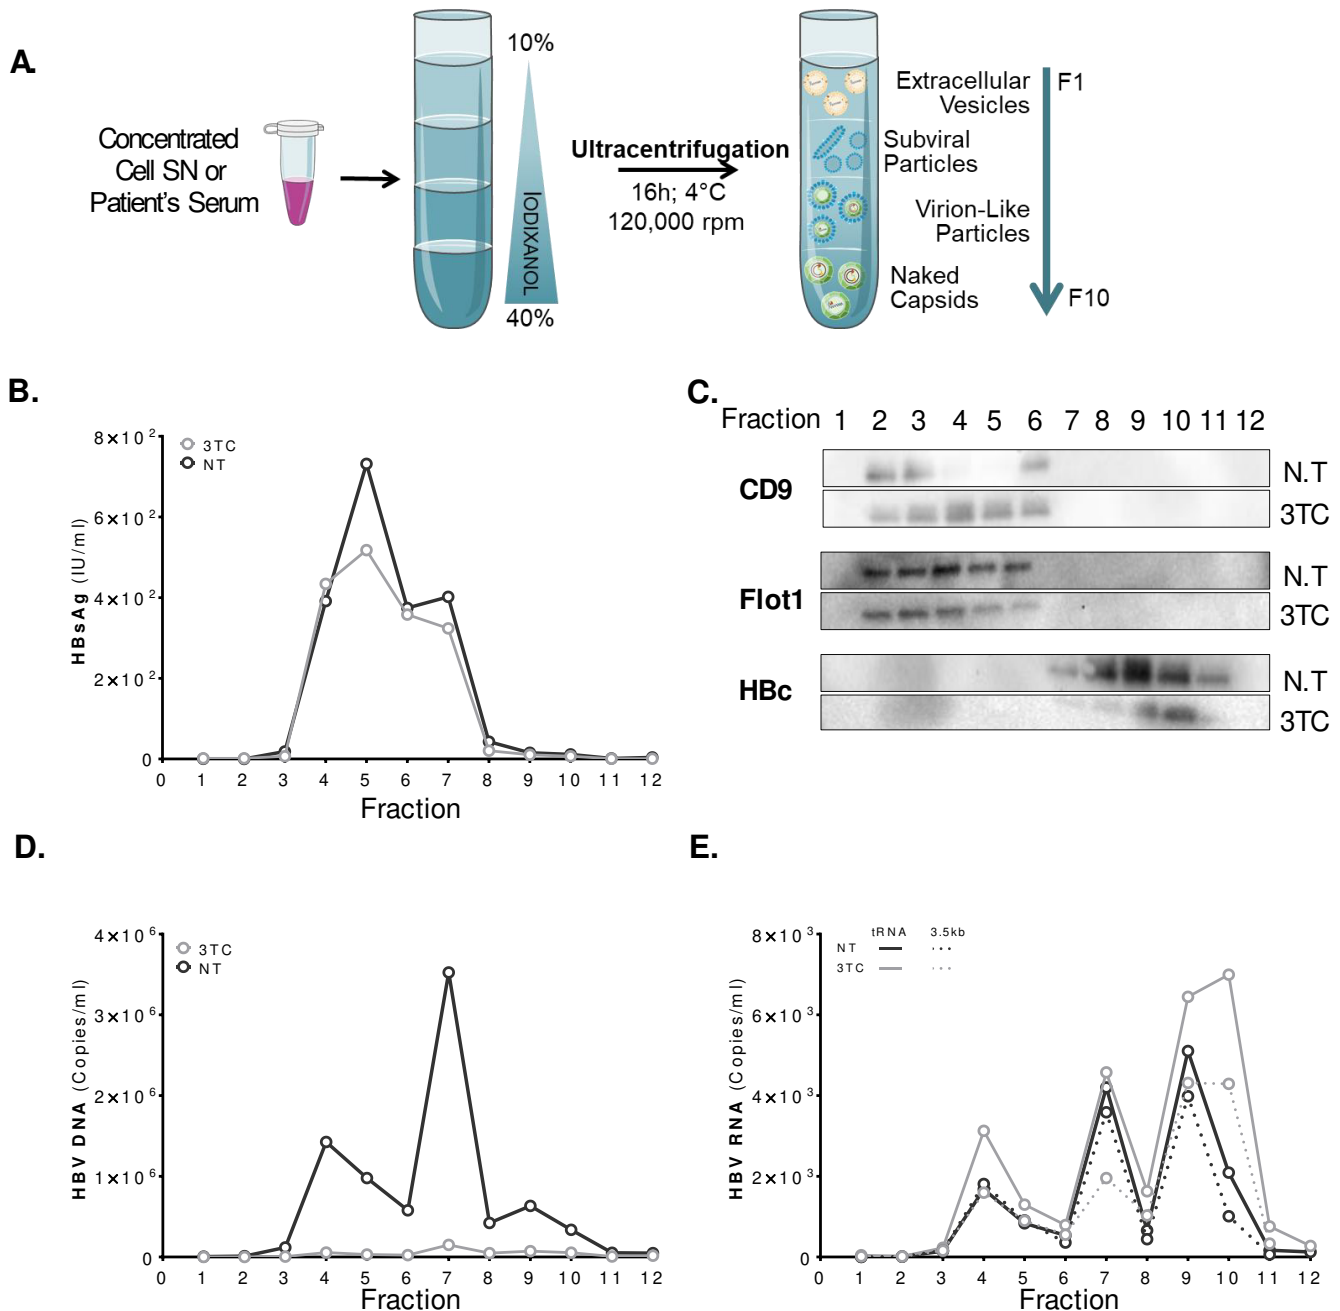 A.
Concentrated
Cell SN or
Patient's Serum
10%
IODIXANOL
40%
Ultracentrifugation
16h; 4°C
120,000 rpm
Extracellular
Vesicles
Subviral
Particles
Virion-Like
Particles
Naked
Capsids
F1
F10
B.
HBsAg (IU/ml)
8×10²
6×10²
4×10²
2×10²
0
3TC
NT
0 1 2 3 4 5 6 7 8 9 10 11 12
Fraction
C.
Fraction 1 2 3 4 5 6 7 8 9 10 11 12
CD9
N.T
3TC
Flot1
N.T
3TC
HBc
N.T
3TC
D.
HBV DNA (Copies/ml)
4×10⁶
3×10⁶
2×10⁶
1×10⁶
0
3TC
NT
0 1 2 3 4 5 6 7 8 9 10 11 12
Fraction
E.
HBV RNA (Copies/ml)
8×10³
6×10³
4×10³
2×10³
0
tRNA 3.5kb
NT
3TC
0 1 2 3 4 5 6 7 8 9 10 11 12
Fraction